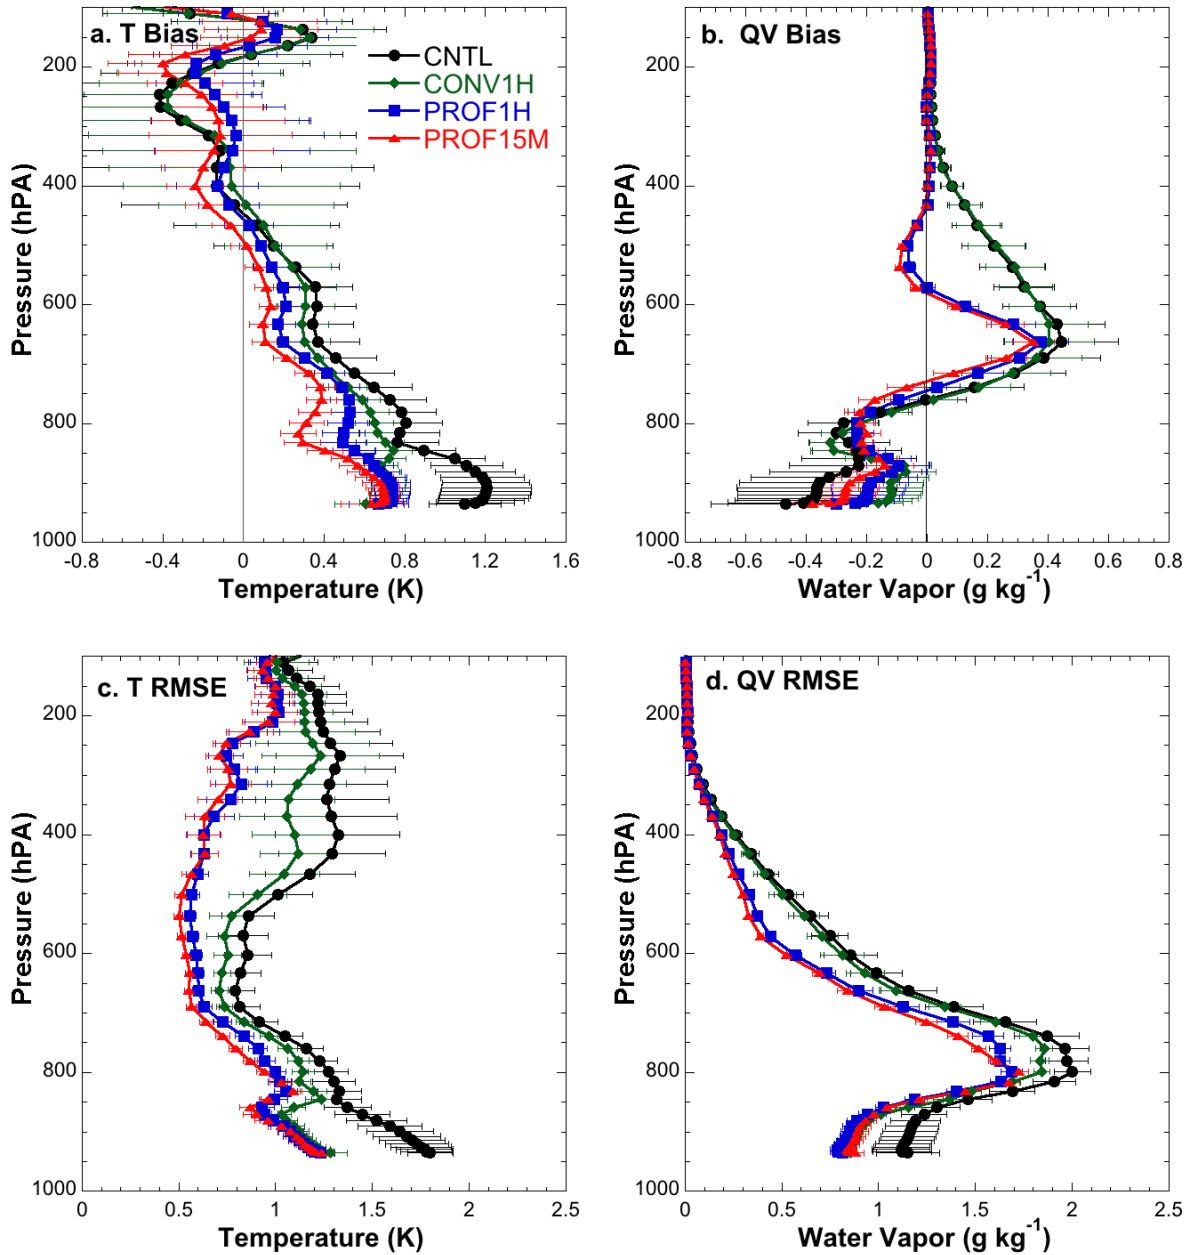 a. T Bias
CNTL
CONV1H
PROF1H
PROF15M
Pressure (hPA)
200
400
600
800
1000
-0.8 -0.4 0 0.4 0.8 1.2 1.6
Temperature (K)
b. QV Bias
Pressure (hPA)
200
400
600
800
1000
-0.8 -0.6 -0.4 -0.2 0 0.2 0.4 0.6 0.8
Water Vapor (g kg-1)
c. T RMSE
Pressure (hPA)
200
400
600
800
1000
0 0.5 1 1.5 2 2.5
Temperature (K)
d. QV RMSE
Pressure (hPA)
200
400
600
800
1000
0 0.5 1 1.5 2 2.5
Water Vapor (g kg-1)